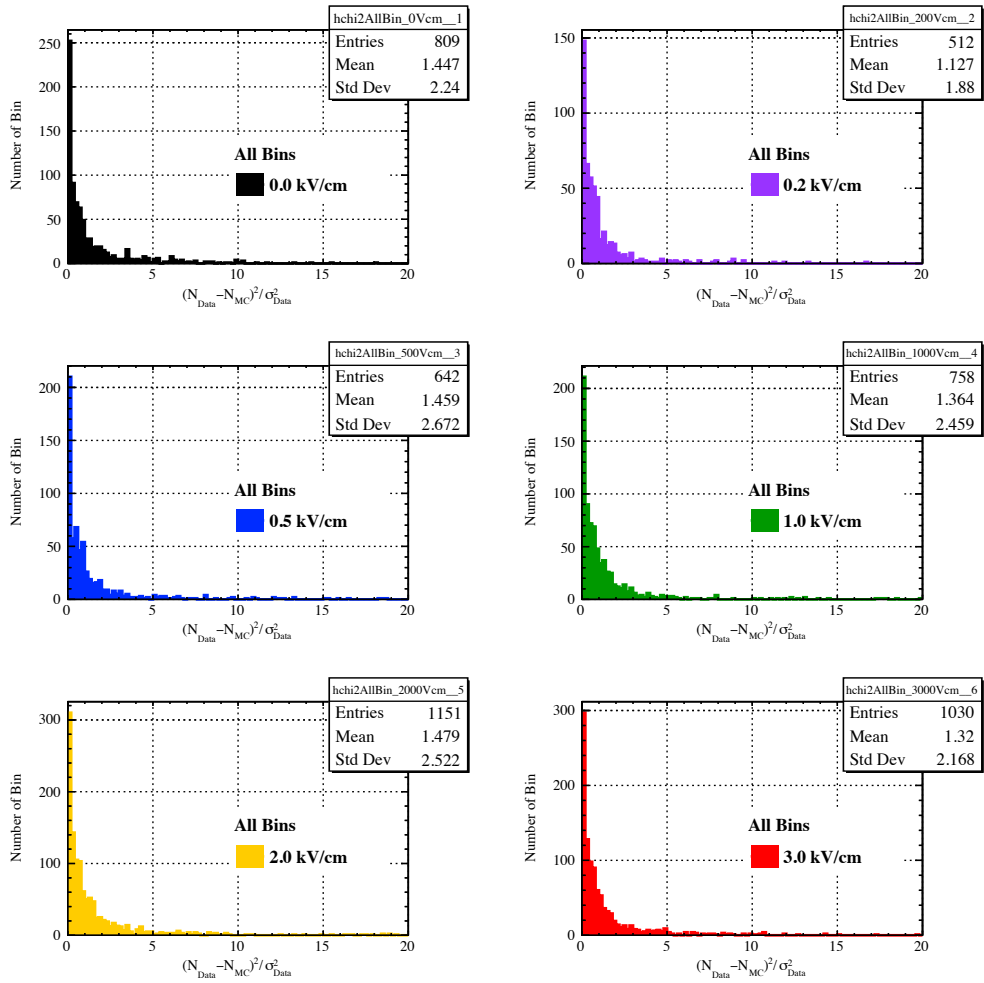 hchi2AllBin_0Vcm__1
Entries 809
Mean 1.447
Std Dev 2.24
Number of Bin
250
200
150
100
50
0
All Bins
0.0 kV/cm
0 5 10 15 20
(N_Data−N_MC)²/σ²_Data
hchi2AllBin_200Vcm__2
Entries 512
Mean 1.127
Std Dev 1.88
Number of Bin
150
100
50
0
All Bins
0.2 kV/cm
0 5 10 15 20
(N_Data−N_MC)²/σ²_Data
hchi2AllBin_500Vcm__3
Entries 642
Mean 1.459
Std Dev 2.672
Number of Bin
200
150
100
50
0
All Bins
0.5 kV/cm
0 5 10 15 20
(N_Data−N_MC)²/σ²_Data
hchi2AllBin_1000Vcm__4
Entries 758
Mean 1.364
Std Dev 2.459
Number of Bin
200
150
100
50
0
All Bins
1.0 kV/cm
0 5 10 15 20
(N_Data−N_MC)²/σ²_Data
hchi2AllBin_2000Vcm__5
Entries 1151
Mean 1.479
Std Dev 2.522
Number of Bin
300
200
100
0
All Bins
2.0 kV/cm
0 5 10 15 20
(N_Data−N_MC)²/σ²_Data
hchi2AllBin_3000Vcm__6
Entries 1030
Mean 1.32
Std Dev 2.168
Number of Bin
300
200
100
0
All Bins
3.0 kV/cm
0 5 10 15 20
(N_Data−N_MC)²/σ²_Data